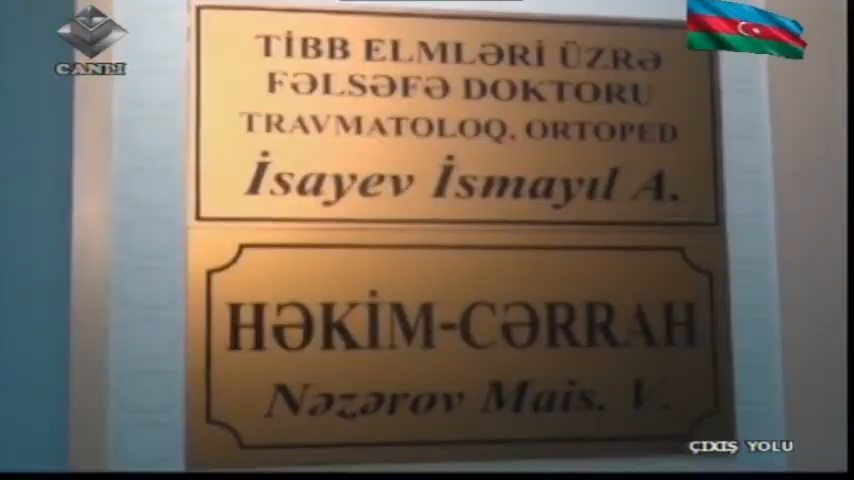 CANLI
TİBB ELMLƏRİ ÜZRƏ
FƏLSƏFƏ DOKTORU
TRAVMATOLOQ, ORTOPED
İsayev İsmayıl A.
HƏKİM-CƏRRAH
Nəzərov Mais. V.
ÇIXIŞ YOLU